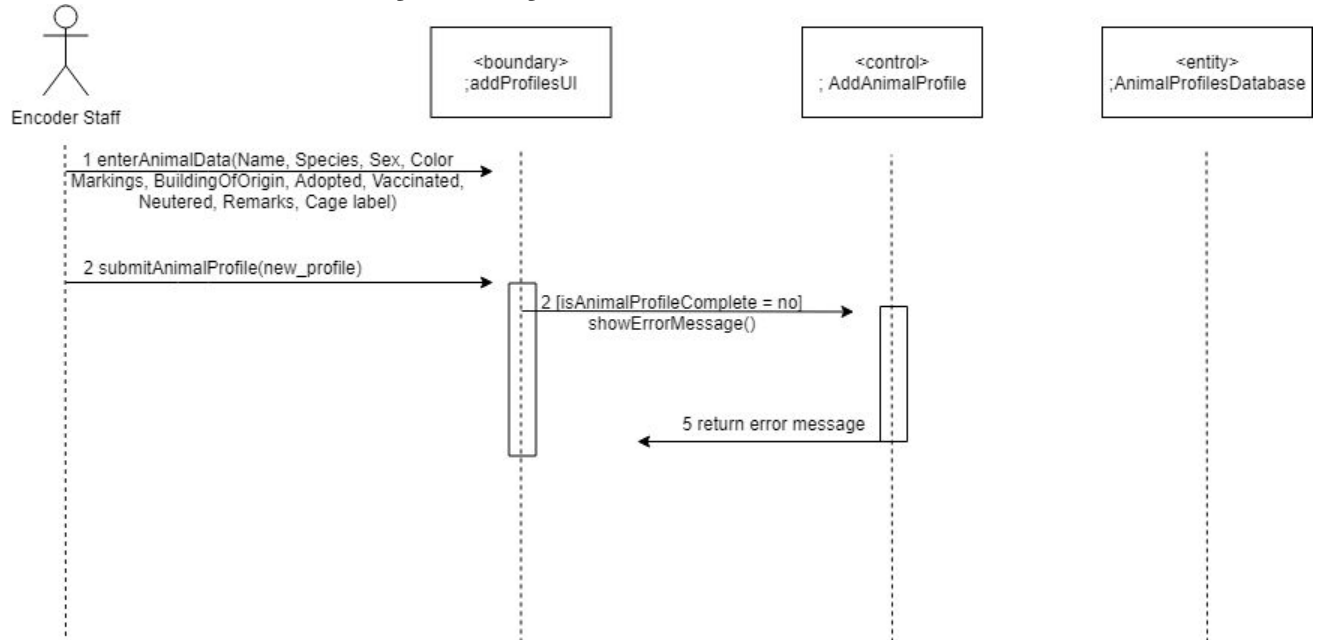 <boundary>
;addProfilesUI
<control>
; AddAnimalProfile
<entity>
;AnimalProfilesDatabase
Encoder Staff
1 enterAnimalData(Name, Species, Sex, Color
Markings, BuildingOfOrigin, Adopted, Vaccinated,
Neutered, Remarks, Cage label)
2 submitAnimalProfile(new_profile)
2 [isAnimalProfileComplete = no]
showErrorMessage()
5 return error message